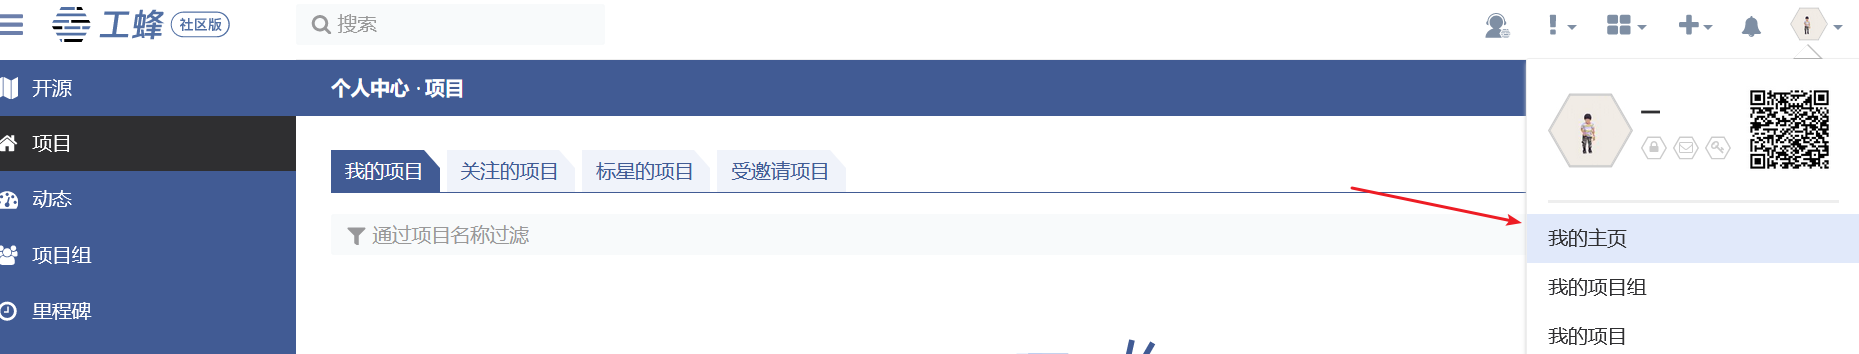 工蜂 社区版
搜索
开源
项目
动态
项目组
里程碑
个人中心 · 项目
我的项目
关注的项目
标星的项目
受邀请项目
通过项目名称过滤
一
我的主页
我的项目组
我的项目